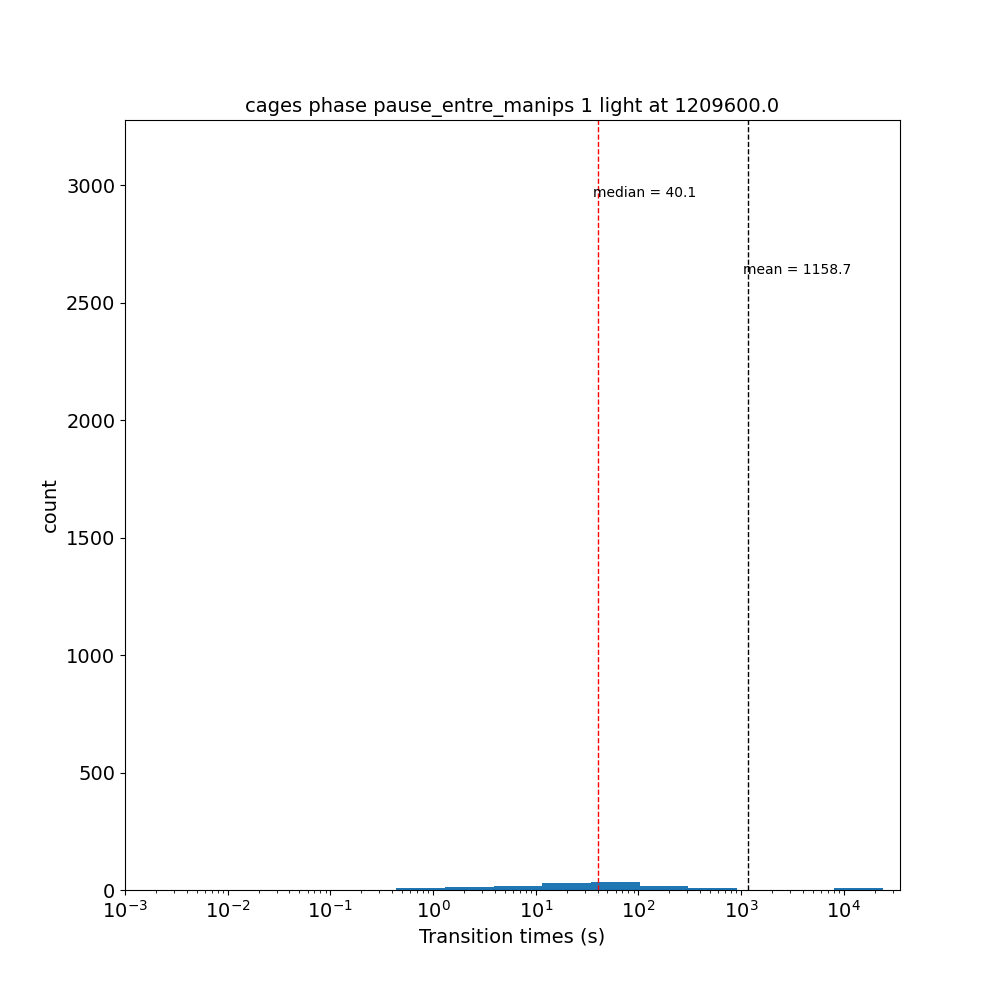 cages phase pause_entre_manips 1 light at 1209600.0
3000
median = 40.1
mean = 1158.7
2500
2000
count
1500
1000
500
0
10⁻³ 10⁻² 10⁻¹ 10⁰ 10¹ 10² 10³ 10⁴
Transition times (s)